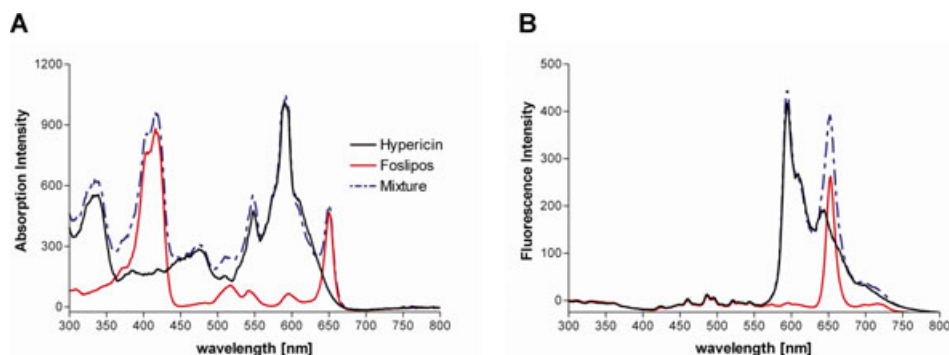 A
Absorption Intensity
1200
900
600
300
0
300 350 400 450 500 550 600 650 700 750 800
wavelength [nm]
Hypericin
Foslipos
Mixture
B
Fluorescence Intensity
500
400
300
200
100
0
300 350 400 450 500 550 600 650 700 750 800
wavelength [nm]